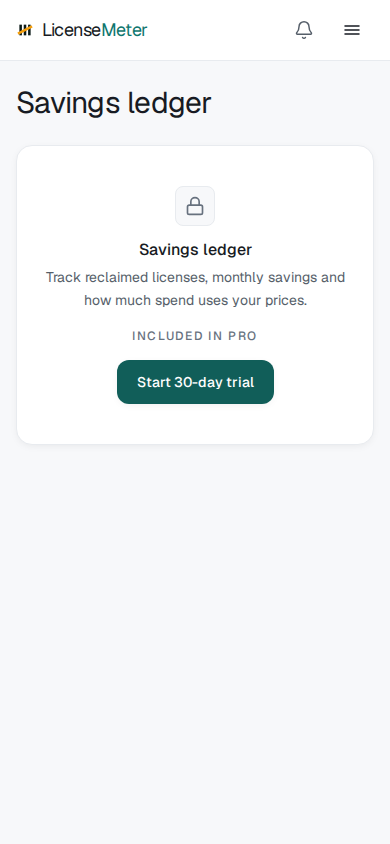 LicenseMeter
Savings ledger
Savings ledger
Track reclaimed licenses, monthly savings and
how much spend uses your prices.
INCLUDED IN PRO
Start 30-day trial